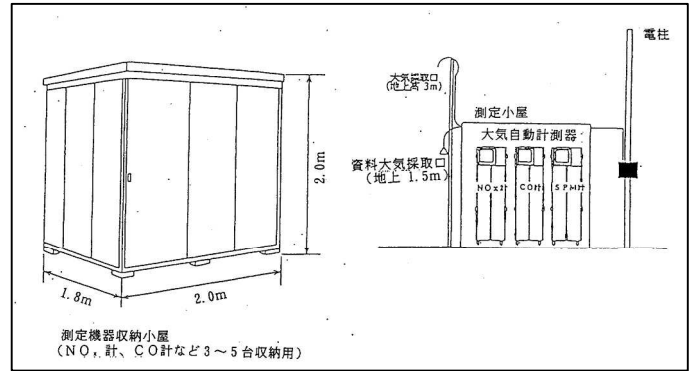 2.0m
1.8m
2.0m
測定機器収納小屋
（NOx計、CO計など3～5台収納用）
電柱
大気採取口
（地上高 3m）
測定小屋
大気自動計測器
資料大気採取口
（地上 1.5m）
NOx計
CO計
SPM計